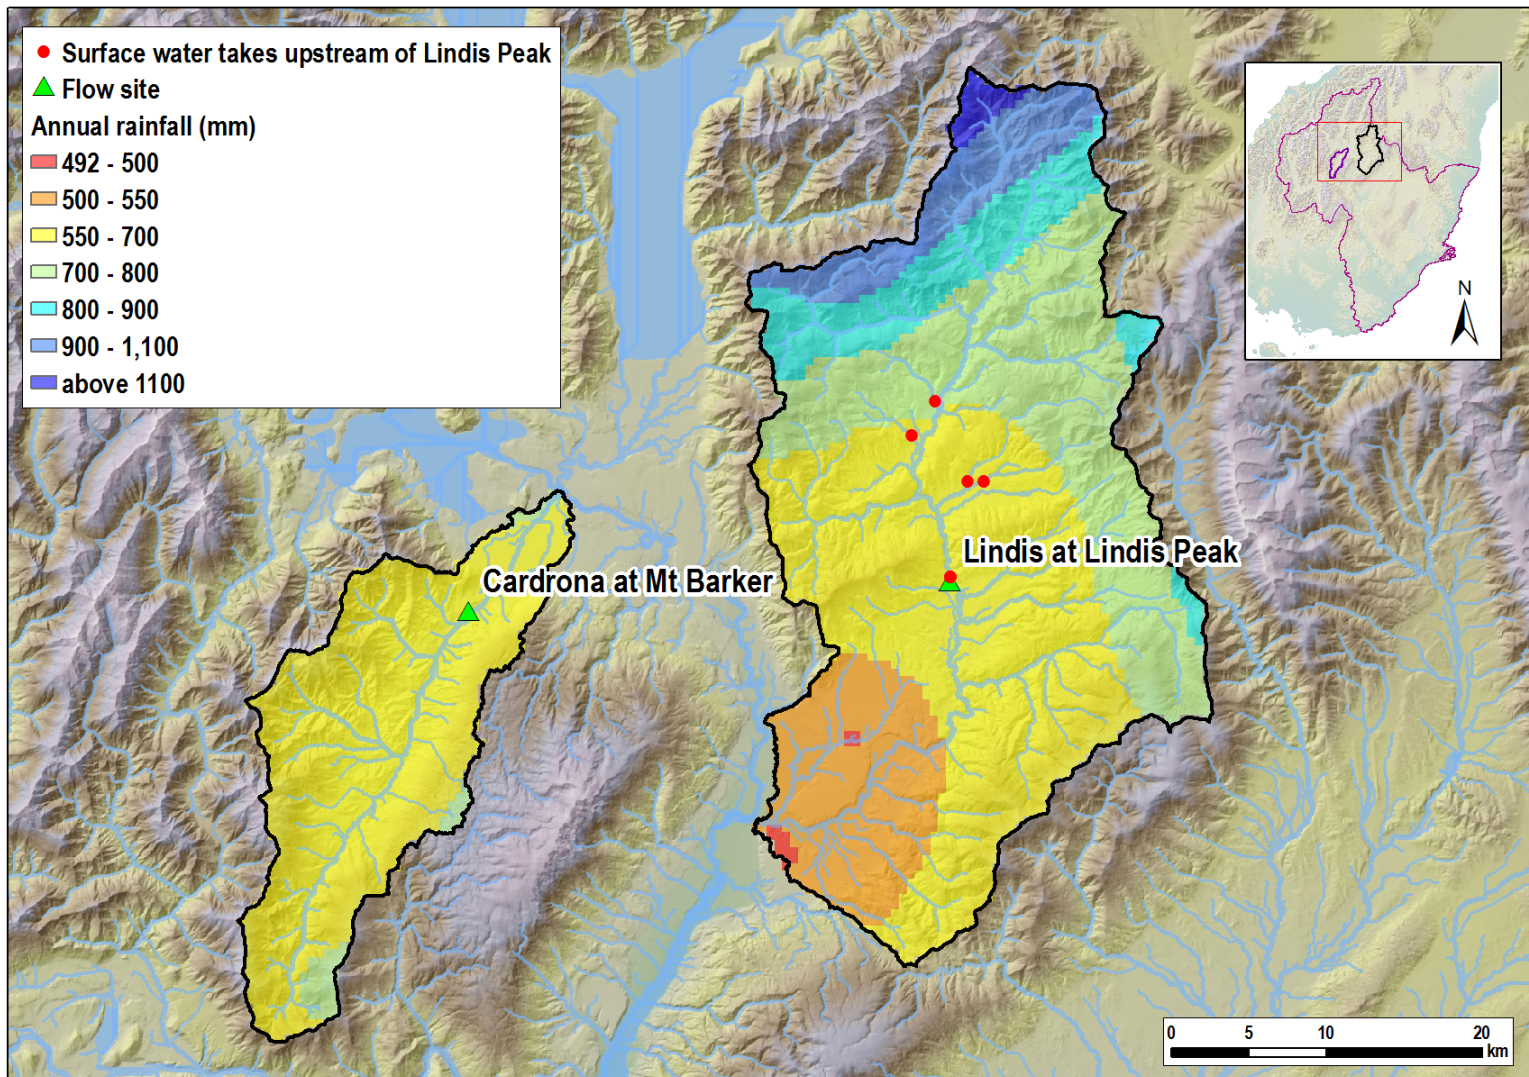 Surface water takes upstream of Lindis Peak
Flow site
Annual rainfall (mm)
492 - 500
500 - 550
550 - 700
700 - 800
800 - 900
900 - 1,100
above 1100
N
Lindis at Lindis Peak
Cardrona at Mt Barker
0 5 10 20
km